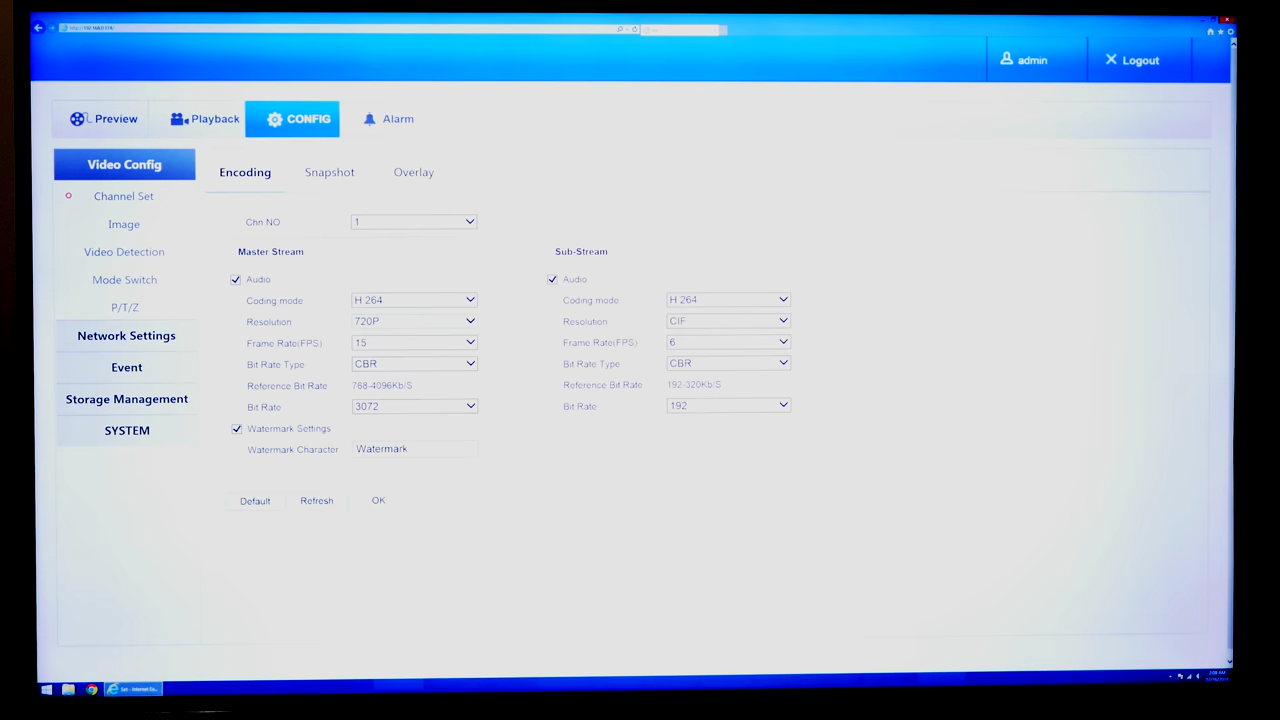 admin
Logout
Preview
Playback
CONFIG
Alarm
Video Config
Encoding
Snapshot
Overlay
Channel Set
Image
Video Detection
Mode Switch
P/T/Z
Network Settings
Event
Storage Management
SYSTEM
Chn NO 1
Master Stream
Sub-Stream
Audio
Audio
Coding mode H 264
Coding mode H 264
Resolution 720P
Resolution CIF
Frame Rate(FPS) 15
Frame Rate(FPS) 6
Bit Rate Type CBR
Bit Rate Type CBR
Reference Bit Rate 768-4096Kb/S
Reference Bit Rate 192-320Kb/S
Bit Rate 3072
Bit Rate 192
Watermark Settings
Watermark Character Watermark
Default
Refresh
OK